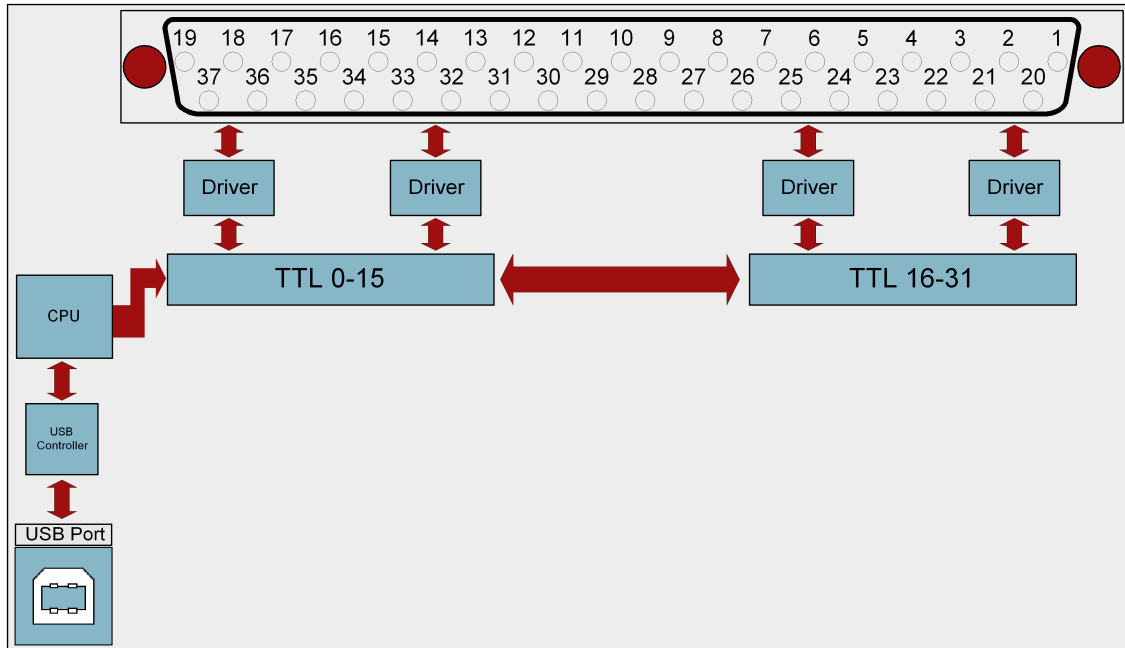 19 18 17 16 15 14 13 12 11 10 9 8 7 6 5 4 3 2 1
37 36 35 34 33 32 31 30 29 28 27 26 25 24 23 22 21 20
Driver Driver Driver Driver
TTL 0-15 TTL 16-31
CPU
USB
Controller
USB Port